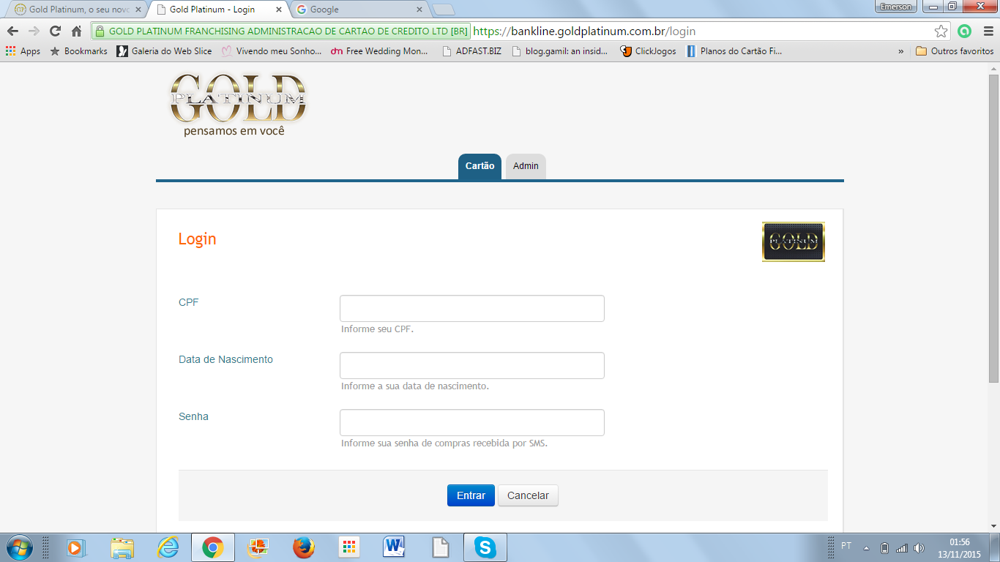 Gold Platinum, o seu novo
Gold Platinum - Login
Google
Emerson
GOLD PLATINUM FRANCHISING ADMINISTRACAO DE CARTAO DE CREDITO LTD [BR]
https://bankline.goldplatinum.com.br/login
Apps
Bookmarks
Galeria do Web Slice
Vivendo meu Sonho...
dm Free Wedding Mon...
ADFAST.BIZ
blog.gamil: an insid...
ClickJogos
Planos do Cartão Fi...
»
Outros favoritos
GOLD
PLATINUM
pensamos em você
Cartão
Admin
Login
GOLD
PLATINUM
CPF
Informe seu CPF.
Data de Nascimento
Informe a sua data de nascimento.
Senha
Informe sua senha de compras recebida por SMS.
Entrar
Cancelar
PT
01:56
13/11/2015